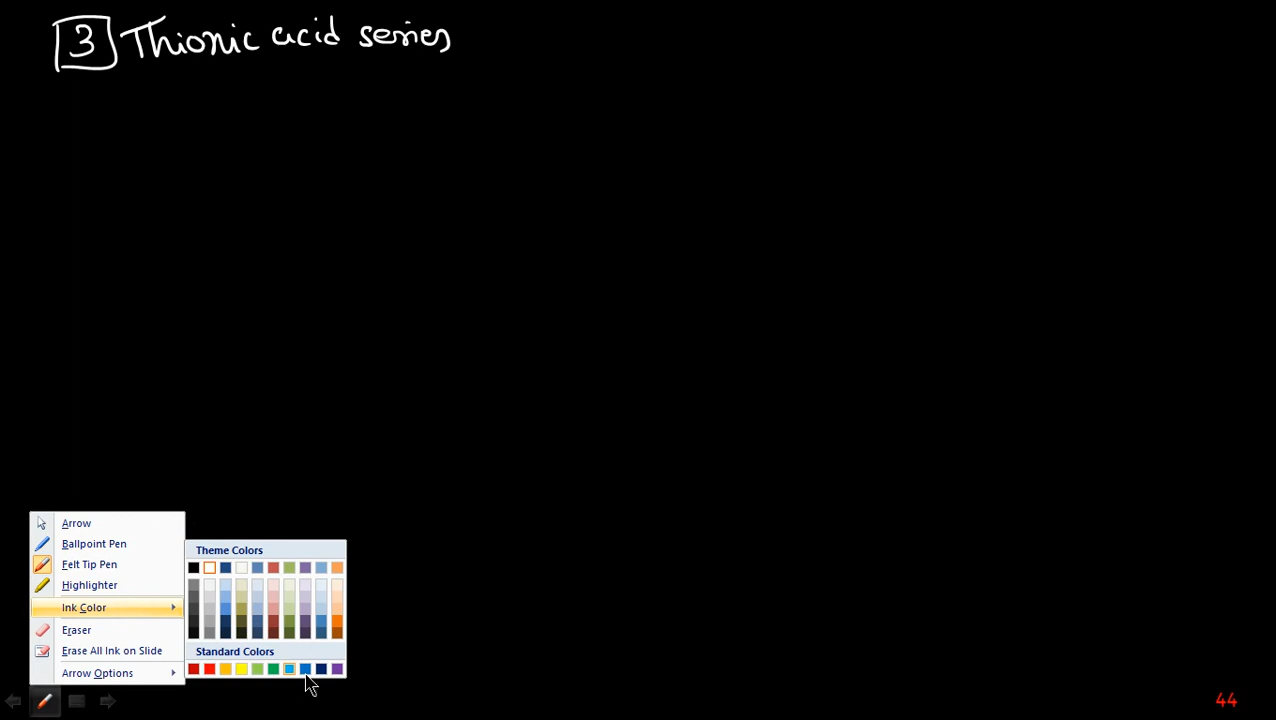 3 Thionic acid series
Arrow
Ballpoint Pen
Felt Tip Pen
Highlighter
Ink Color
Eraser
Erase All Ink on Slide
Arrow Options
Theme Colors
Standard Colors
44